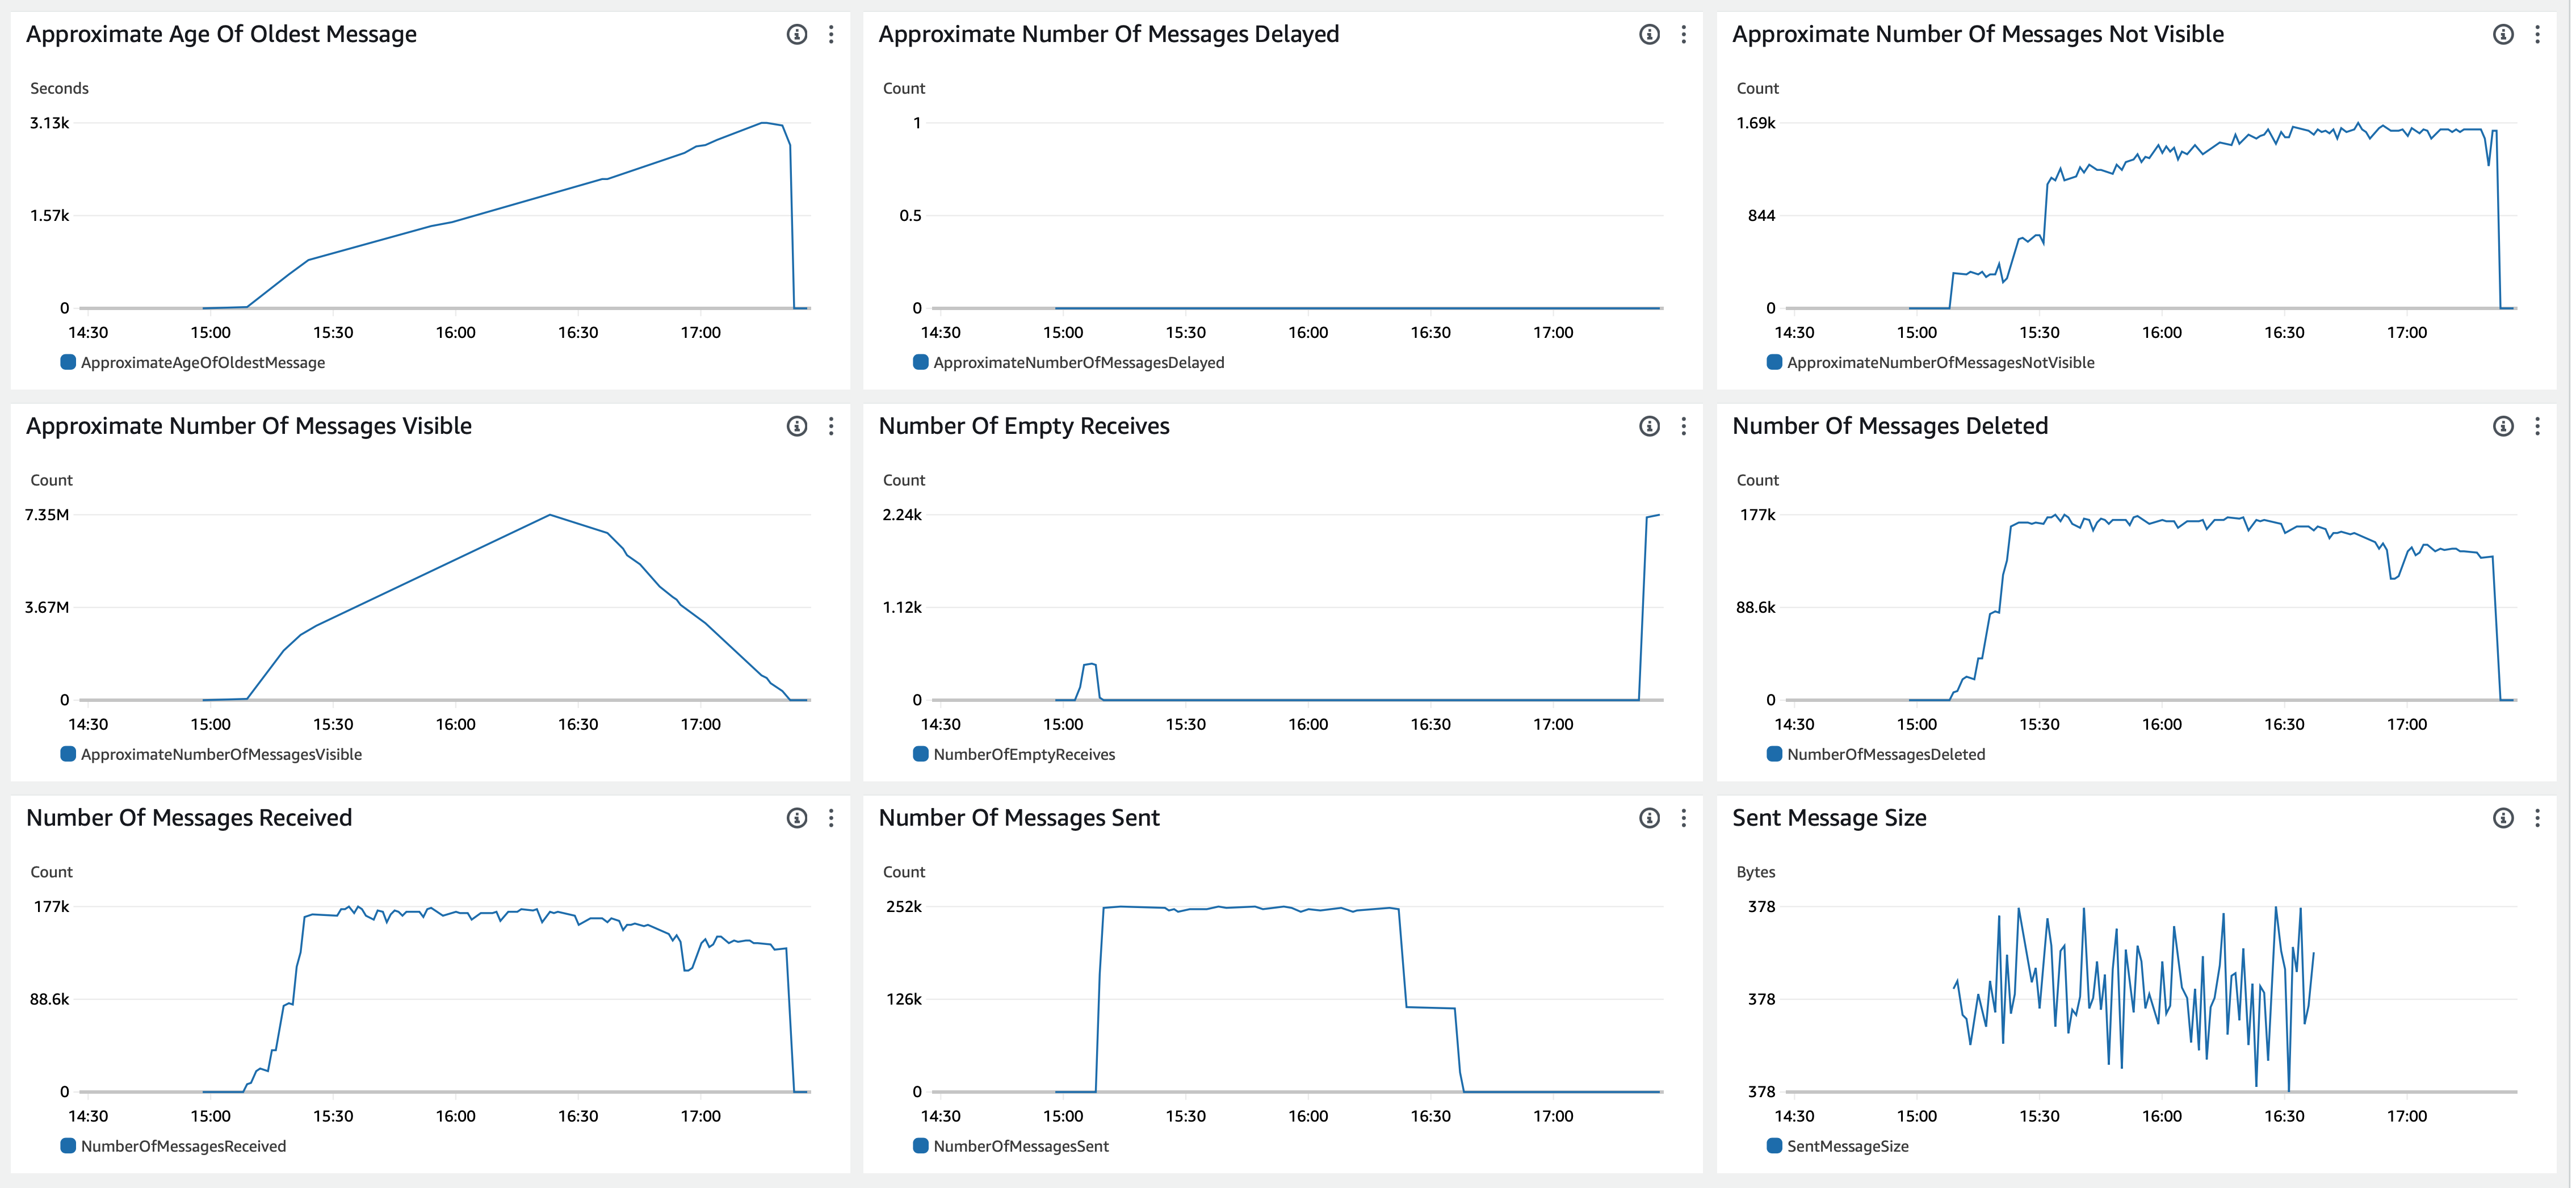 Approximate Age Of Oldest Message
Seconds
3.13k
1.57k
0
14:30 15:00 15:30 16:00 16:30 17:00
ApproximateAgeOfOldestMessage
Approximate Number Of Messages Delayed
Count
1
0.5
0
14:30 15:00 15:30 16:00 16:30 17:00
ApproximateNumberOfMessagesDelayed
Approximate Number Of Messages Not Visible
Count
1.69k
844
0
14:30 15:00 15:30 16:00 16:30 17:00
ApproximateNumberOfMessagesNotVisible
Approximate Number Of Messages Visible
Count
7.35M
3.67M
0
14:30 15:00 15:30 16:00 16:30 17:00
ApproximateNumberOfMessagesVisible
Number Of Empty Receives
Count
2.24k
1.12k
0
14:30 15:00 15:30 16:00 16:30 17:00
NumberOfEmptyReceives
Number Of Messages Deleted
Count
177k
88.6k
0
14:30 15:00 15:30 16:00 16:30 17:00
NumberOfMessagesDeleted
Number Of Messages Received
Count
177k
88.6k
0
14:30 15:00 15:30 16:00 16:30 17:00
NumberOfMessagesReceived
Number Of Messages Sent
Count
252k
126k
0
14:30 15:00 15:30 16:00 16:30 17:00
NumberOfMessagesSent
Sent Message Size
Bytes
378
378
378
14:30 15:00 15:30 16:00 16:30 17:00
SentMessageSize